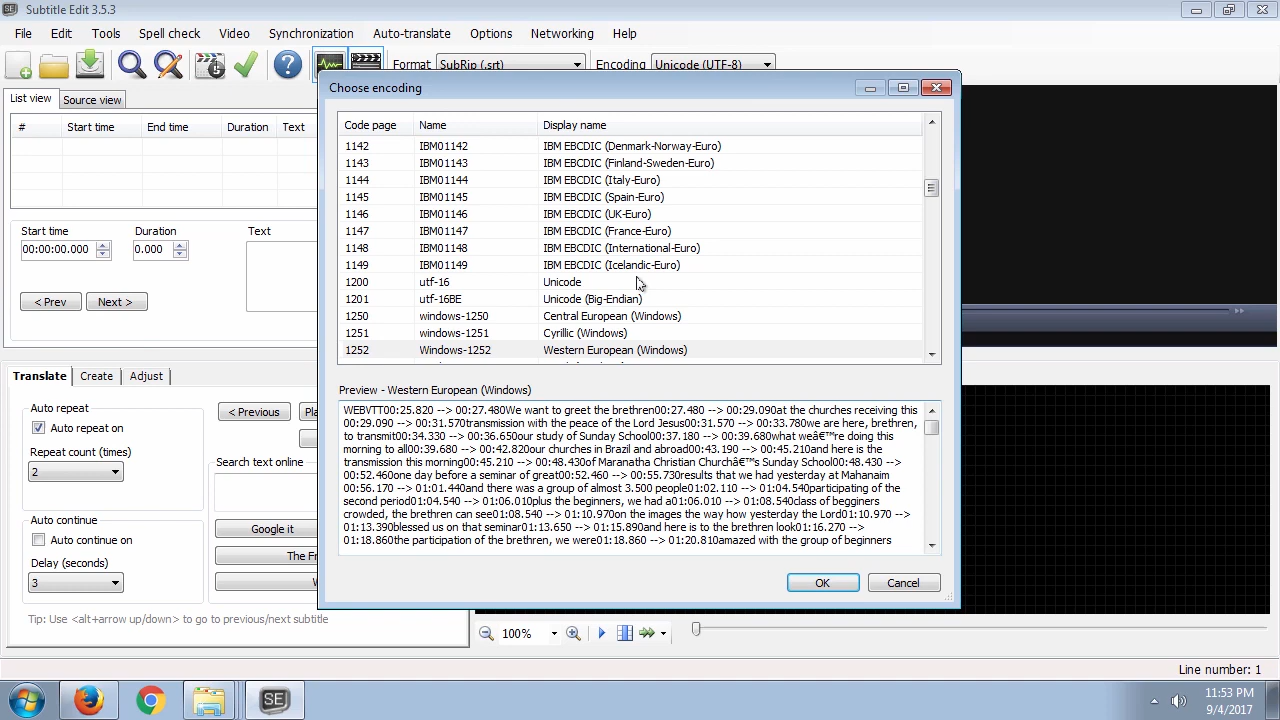 Subtitle Edit 3.5.3
File Edit Tools Spell check Video Synchronization Auto-translate Options Networking Help
Format SubRip (.srt) Encoding Unicode (UTF-8)
Choose encoding
List view Source view
# Start time End time Duration Text
Code page Name Display name
1142 IBM01142 IBM EBCDIC (Denmark-Norway-Euro)
1143 IBM01143 IBM EBCDIC (Finland-Sweden-Euro)
1144 IBM01144 IBM EBCDIC (Italy-Euro)
1145 IBM01145 IBM EBCDIC (Spain-Euro)
1146 IBM01146 IBM EBCDIC (UK-Euro)
1147 IBM01147 IBM EBCDIC (France-Euro)
1148 IBM01148 IBM EBCDIC (International-Euro)
1149 IBM01149 IBM EBCDIC (Icelandic-Euro)
1200 utf-16 Unicode
1201 utf-16BE Unicode (Big-Endian)
1250 windows-1250 Central European (Windows)
1251 windows-1251 Cyrillic (Windows)
1252 Windows-1252 Western European (Windows)
Start time Duration Text
00:00:00.000 0.000
< Prev Next >
Preview - Western European (Windows)
WEBVTT00:25.820 --> 00:27.480We want to greet the brethren00:27.480 --> 00:29.090at the churches receiving this
00:29.090 --> 00:31.570transmission with the peace of the Lord Jesus00:31.570 --> 00:33.780we are here, brethren,
to transmit00:34.330 --> 00:36.650our study of Sunday School00:37.180 --> 00:39.680what weâ€™re doing this
morning to all00:39.680 --> 00:42.820our churches in Brazil and abroad00:43.190 --> 00:45.210and here is the
transmission this morning00:45.210 --> 00:48.430of Maranatha Christian Churchâ€™s Sunday School00:48.430 -->
00:52.460one day before a seminar of great00:52.460 --> 00:55.730results that we had yesterday at Mahanaim
00:56.170 --> 01:01.440and there was a group of almost 3.500 people01:02.110 --> 01:04.540participating of the
second period01:04.540 --> 01:06.010plus the beginners, we had a01:06.010 --> 01:08.540class of begginers
crowded, the brethren can see01:08.540 --> 01:10.970on the images the way how yesterday the Lord01:10.970 -->
01:13.390blessed us on that seminar01:13.650 --> 01:15.890and here is to the brethren look01:16.270 -->
01:18.860the participation of the brethren, we were01:18.860 --> 01:20.810amazed with the group of beginners
OK Cancel
Translate Create Adjust
Auto repeat
Auto repeat on
Repeat count (times)
2
Auto continue
Auto continue on
Delay (seconds)
3
< Previous Pla
Search text online
Google it
The Fr
W
Tip: Use <alt+arrow up/down> to go to previous/next subtitle
100%
Line number: 1
SE
11:53 PM
9/4/2017